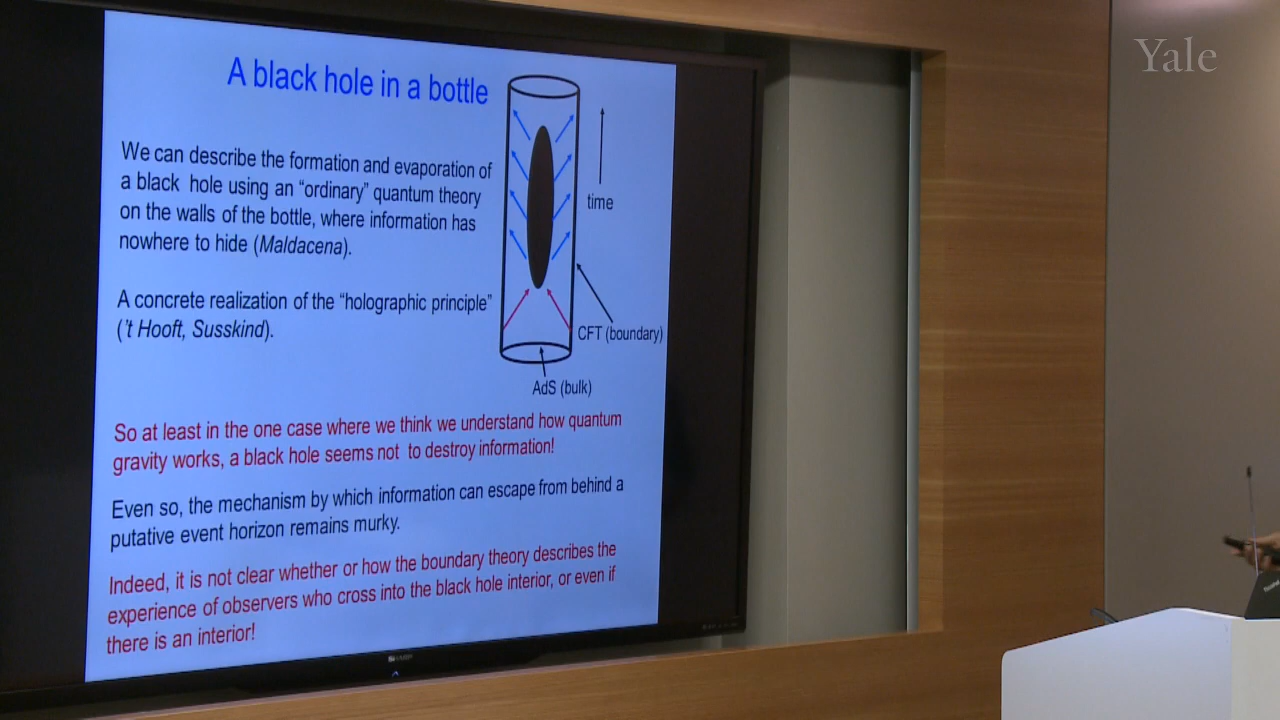 Yale
A black hole in a bottle
We can describe the formation and evaporation of
a black hole using an “ordinary” quantum theory
on the walls of the bottle, where information has
nowhere to hide (Maldacena).
time
A concrete realization of the “holographic principle”
(’t Hooft, Susskind).
CFT (boundary)
AdS (bulk)
So at least in the one case where we think we understand how quantum
gravity works, a black hole seems not to destroy information!
Even so, the mechanism by which information can escape from behind a
putative event horizon remains murky.
Indeed, it is not clear whether or how the boundary theory describes the
experience of observers who cross into the black hole interior, or even if
there is an interior!
SHARP